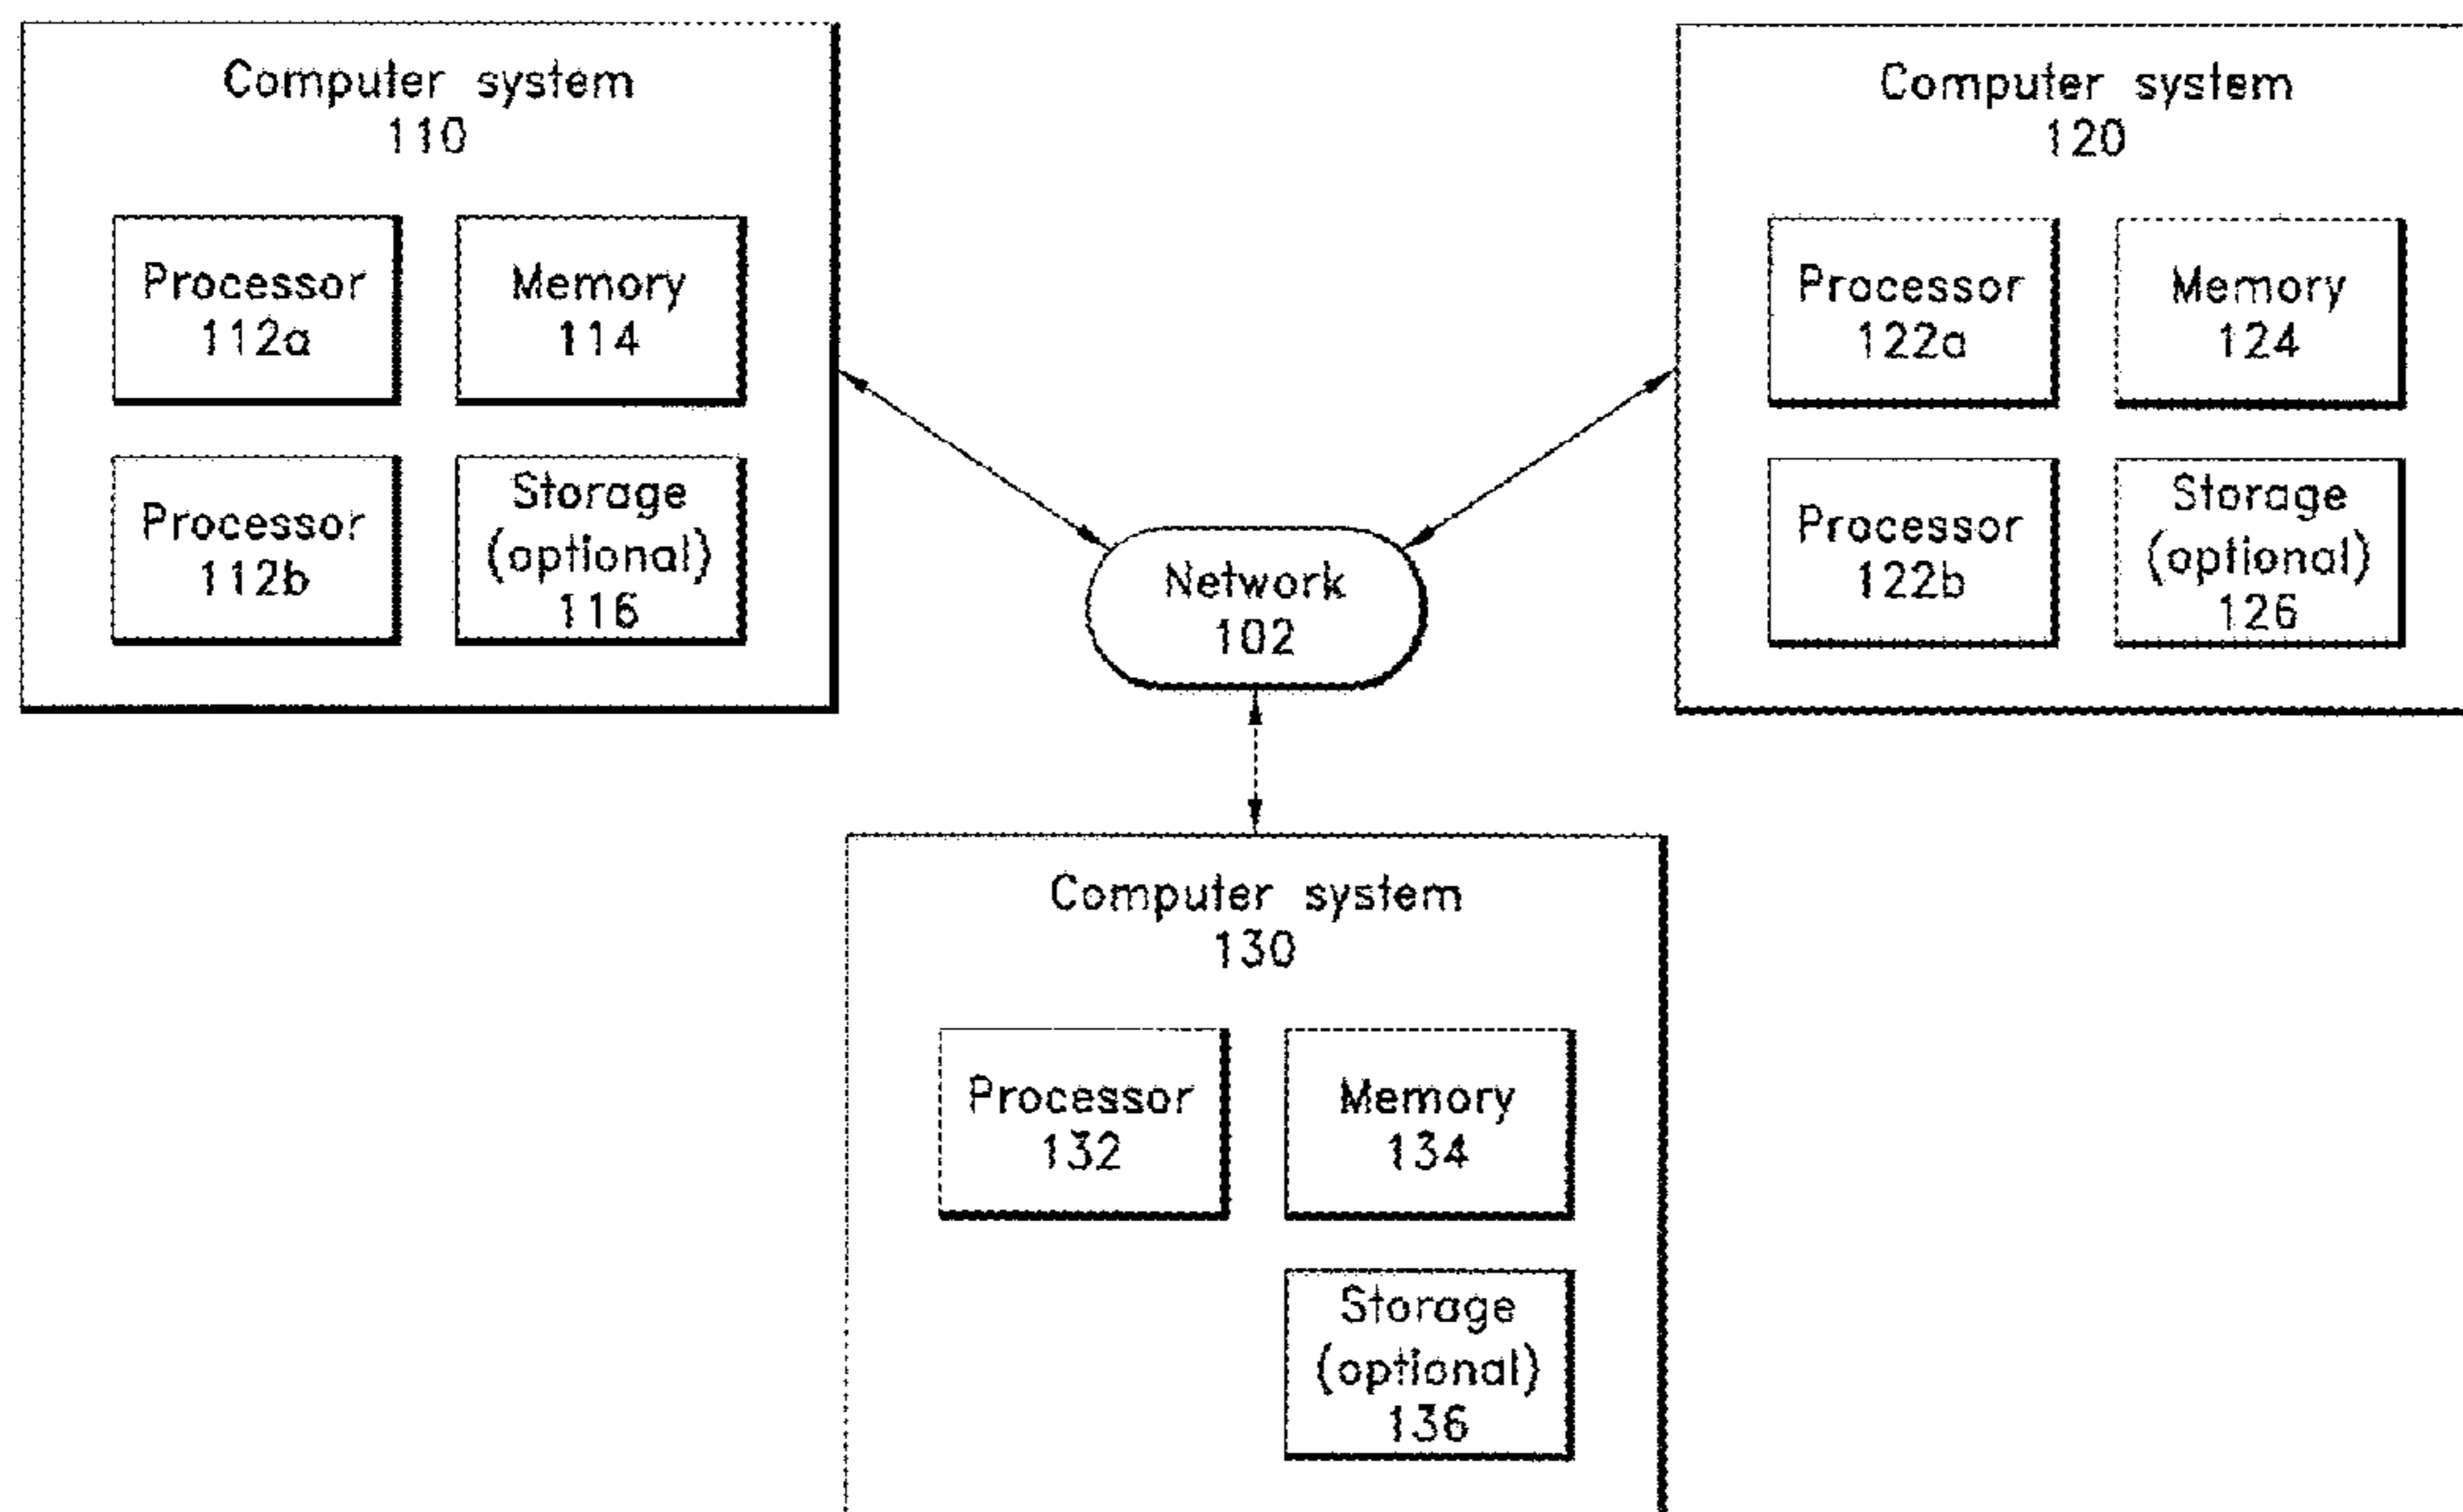 Computer system
110
Processor
112a
Memory
114
Processor
112b
Storage
(optional)
116
Computer system
120
Processor
122a
Memory
124
Processor
122b
Storage
(optional)
126
Network
102
Computer system
130
Processor
132
Memory
134
Storage
(optional)
136